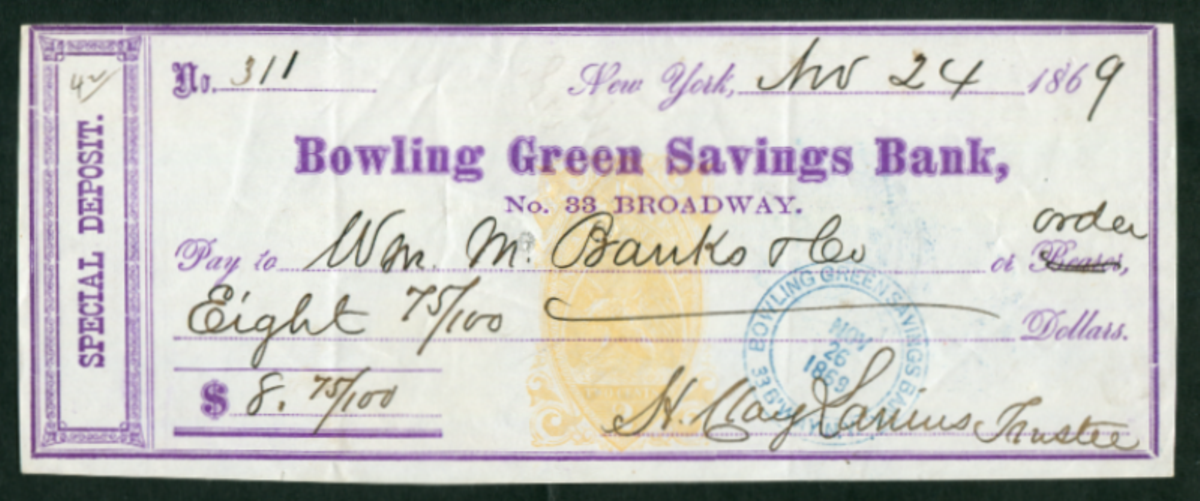 SPECIAL DEPOSIT.
No. 311
New York, Nov 24 1869
Bowling Green Savings Bank,
No. 33 BROADWAY.
Pay to Wm. M. Banks & Co or Bearer, order
Eight 75/100 Dollars.
$ 8. 75/100
BOWLING GREEN SAVINGS
NOV
26
1869
H. Clay Lanius Trustee